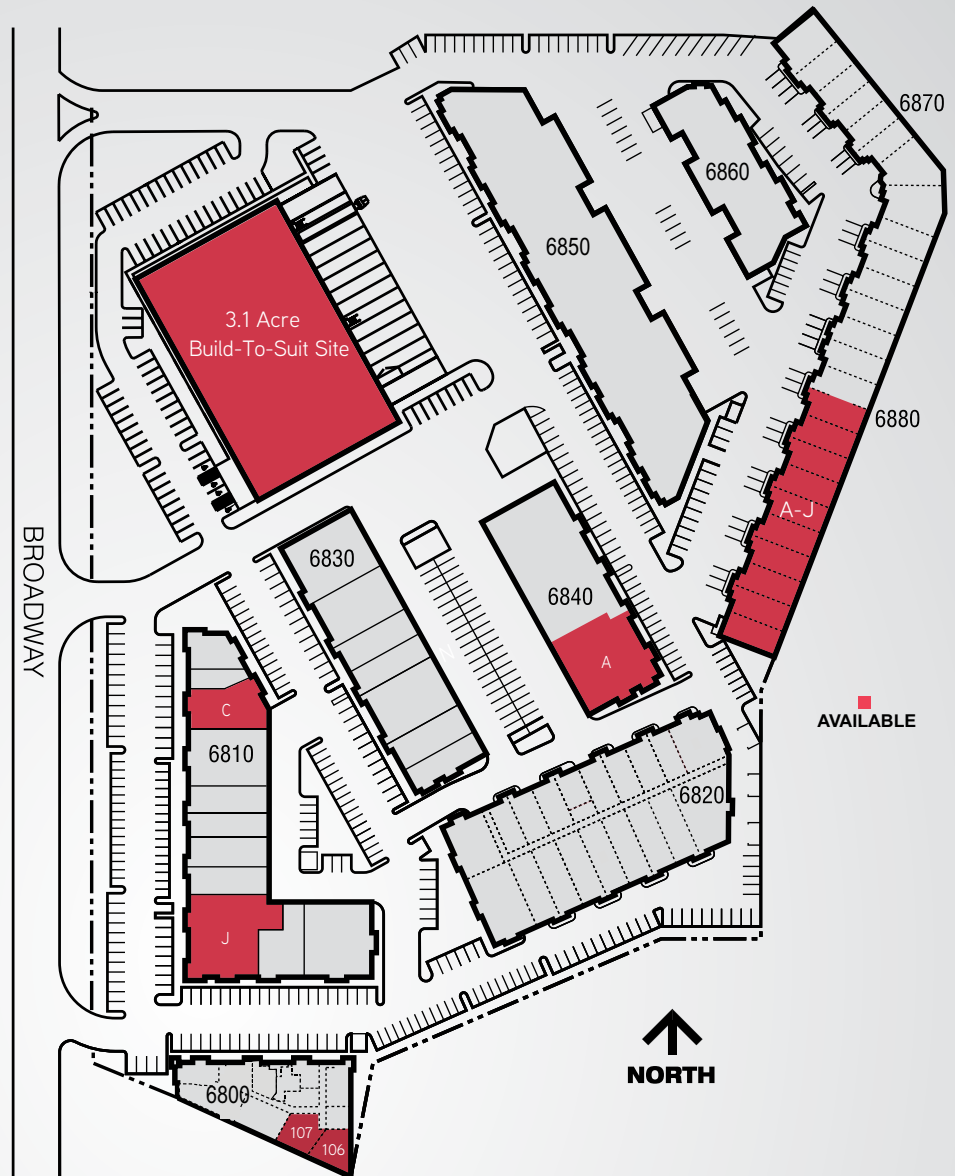 6870
6860
6850
3.1 Acre
Build-To-Suit Site
6880
A-J
BROADWAY
6830
6840
A
N
C
AVAILABLE
6810
6820
J
NORTH
6800
107
106